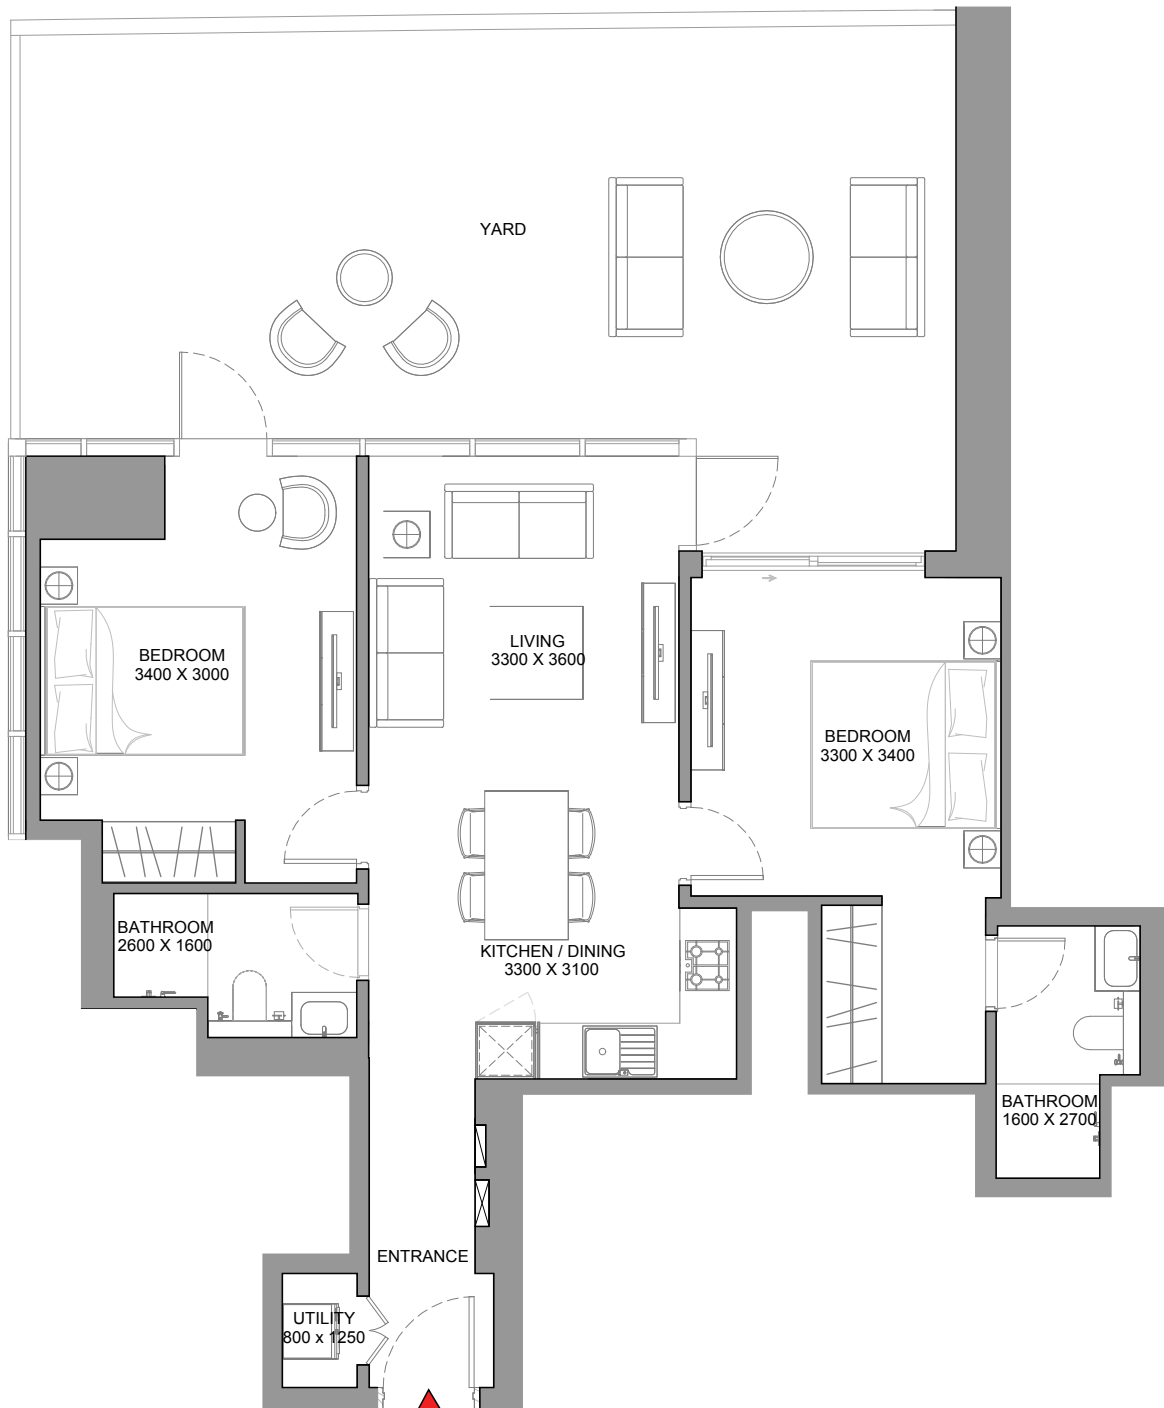 YARD
LIVING
3300 X 3600
BEDROOM
3400 X 3000
BEDROOM
3300 X 3400
BATHROOM
2600 X 1600
KITCHEN / DINING
3300 X 3100
BATHROOM
1600 X 2700
ENTRANCE
UTILITY
800 x 1250